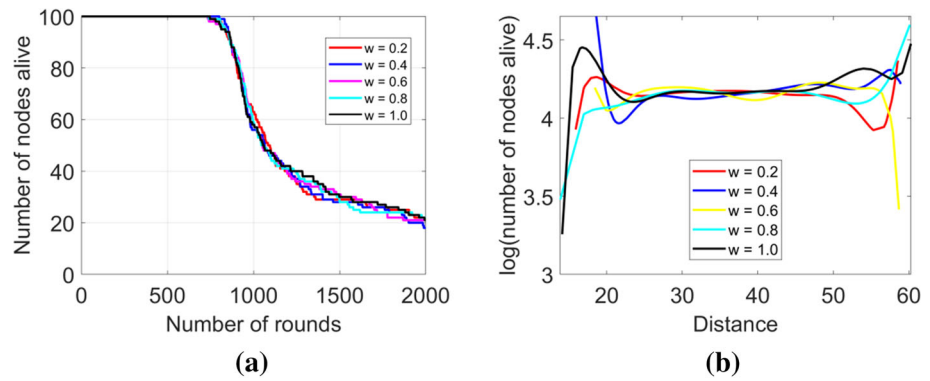 Number of nodes alive
100
80
60
40
20
0
w = 0.2
w = 0.4
w = 0.6
w = 0.8
w = 1.0
0 500 1000 1500 2000
Number of rounds
(a)
log(number of nodes alive)
4.5
4
3.5
3
w = 0.2
w = 0.4
w = 0.6
w = 0.8
w = 1.0
20 30 40 50 60
Distance
(b)